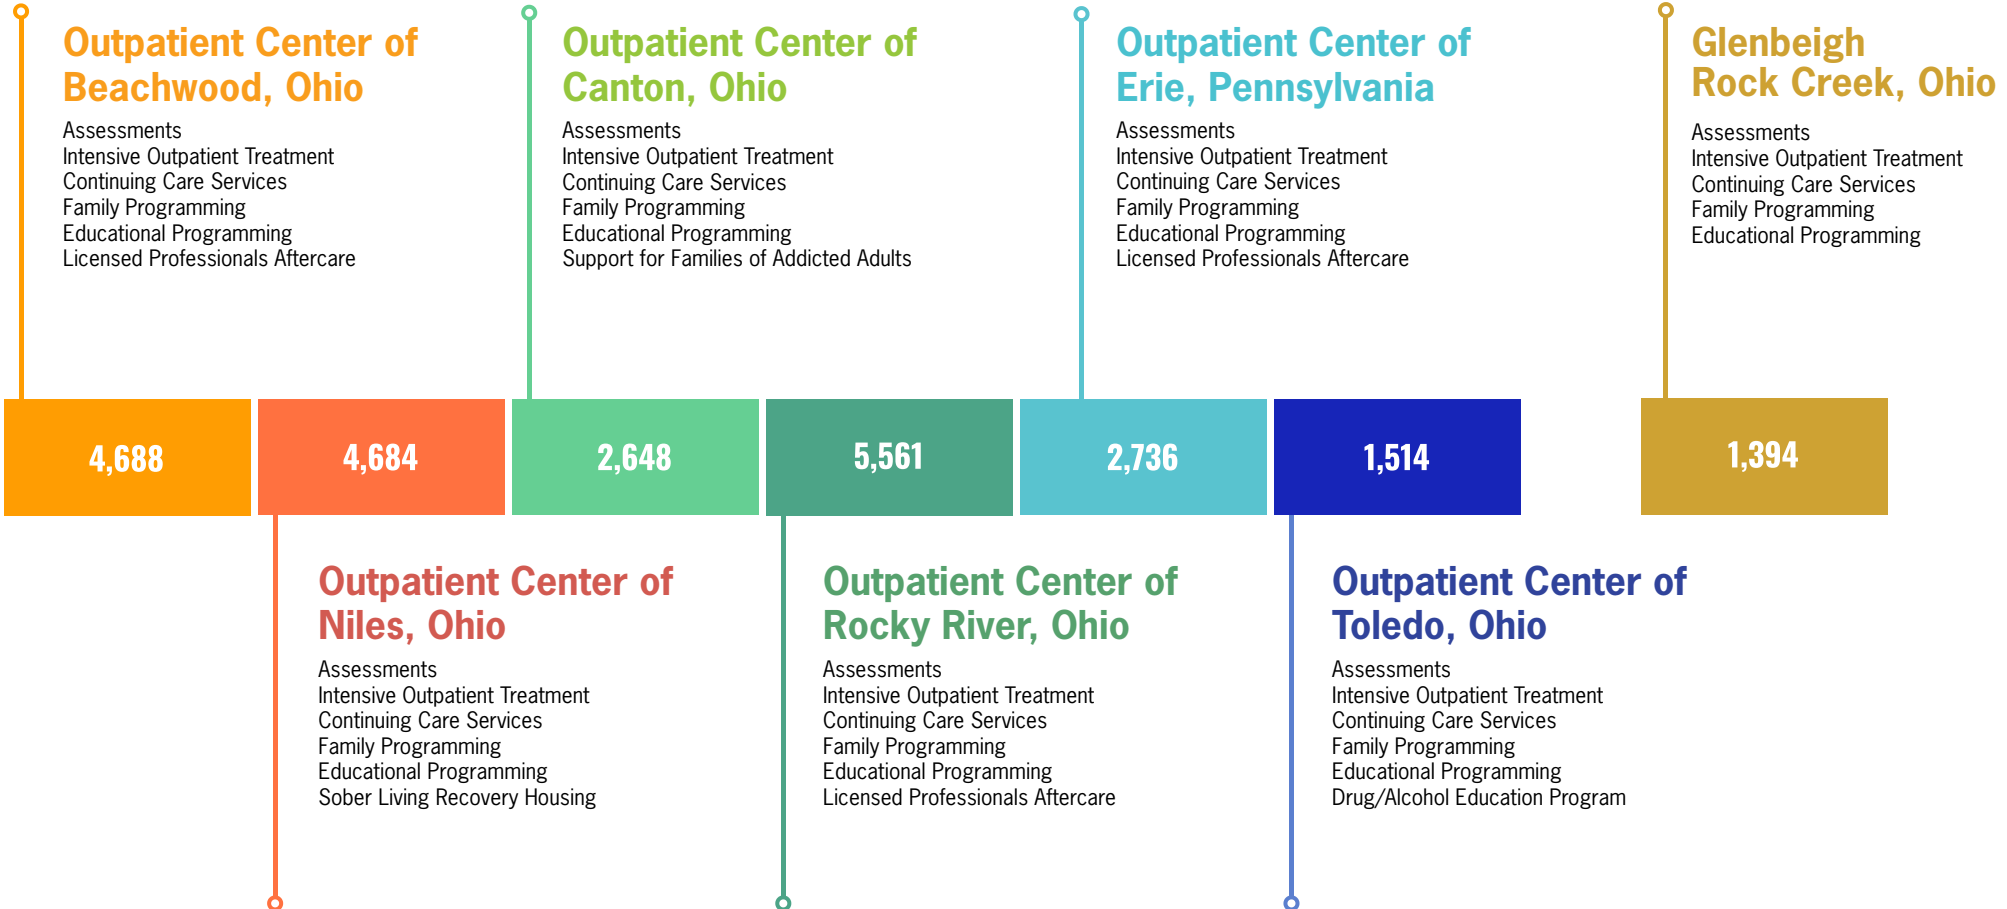 Outpatient Center of
Beachwood, Ohio
Assessments
Intensive Outpatient Treatment
Continuing Care Services
Family Programming
Educational Programming
Licensed Professionals Aftercare
Outpatient Center of
Canton, Ohio
Assessments
Intensive Outpatient Treatment
Continuing Care Services
Family Programming
Educational Programming
Support for Families of Addicted Adults
Outpatient Center of
Erie, Pennsylvania
Assessments
Intensive Outpatient Treatment
Continuing Care Services
Family Programming
Educational Programming
Licensed Professionals Aftercare
Glenbeigh
Rock Creek, Ohio
Assessments
Intensive Outpatient Treatment
Continuing Care Services
Family Programming
Educational Programming
4,688
4,684
2,648
5,561
2,736
1,514
1,394
Outpatient Center of
Niles, Ohio
Assessments
Intensive Outpatient Treatment
Continuing Care Services
Family Programming
Educational Programming
Sober Living Recovery Housing
Outpatient Center of
Rocky River, Ohio
Assessments
Intensive Outpatient Treatment
Continuing Care Services
Family Programming
Educational Programming
Licensed Professionals Aftercare
Outpatient Center of
Toledo, Ohio
Assessments
Intensive Outpatient Treatment
Continuing Care Services
Family Programming
Educational Programming
Drug/Alcohol Education Program